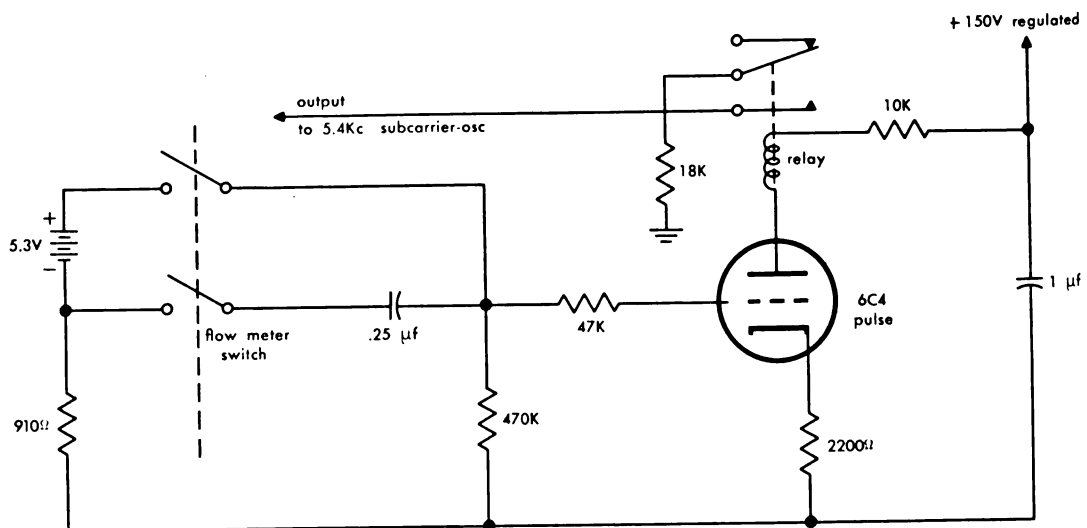 + 150V regulated
10K
output
to 5.4Kc subcarrier-osc
relay
18K
+
5.3V
-
1 µf
6C4
pulse
47K
.25 µf
flow meter
switch
910Ω
470K
2200Ω